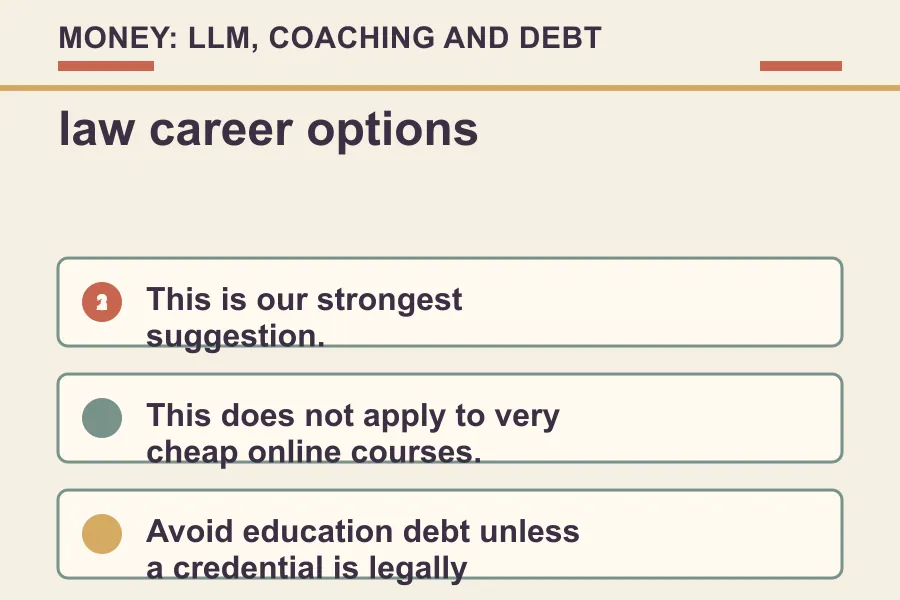 MONEY: LLM, COACHING AND DEBT
law career options
This is our strongest
suggestion.
This does not apply to very
cheap online courses.
Avoid education debt unless
a credential is legally